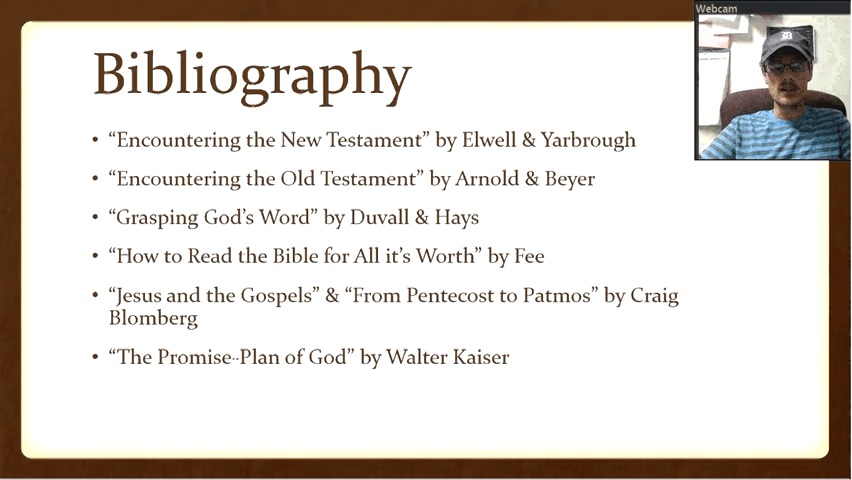 Webcam
Bibliography
• “Encountering the New Testament” by Elwell & Yarbrough
• “Encountering the Old Testament” by Arnold & Beyer
• “Grasping God’s Word” by Duvall & Hays
• “How to Read the Bible for All it’s Worth” by Fee
• “Jesus and the Gospels” & “From Pentecost to Patmos” by Craig
Blomberg
• “The Promise-Plan of God” by Walter Kaiser